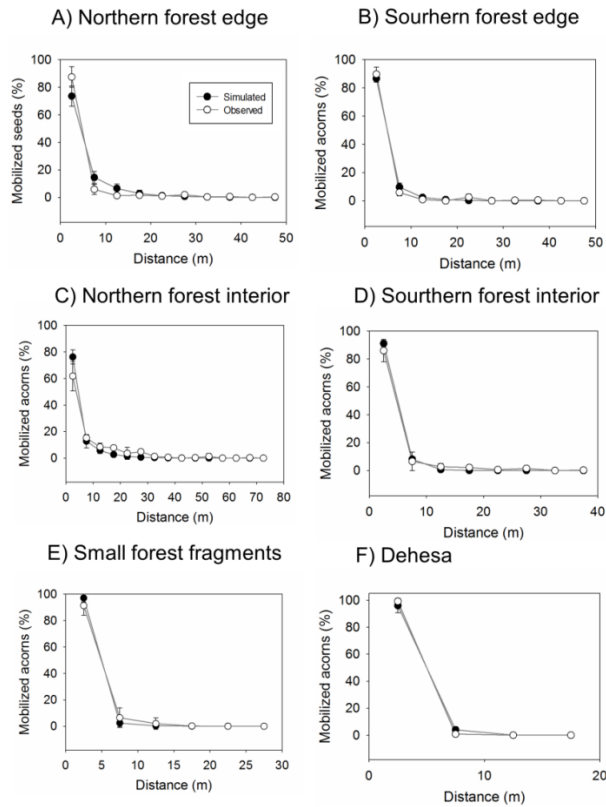 A) Northern forest edge
Mobilized seeds (%)
100
80
60
40
20
0
Simulated
Observed
0 10 20 30 40 50
Distance (m)
B) Sourhern forest edge
Mobilized acorns (%)
100
80
60
40
20
0
0 10 20 30 40 50
Distance (m)
C) Northern forest interior
Mobilized acorns (%)
100
80
60
40
20
0
0 10 20 30 40 50 60 70 80
Distance (m)
D) Sourthern forest interior
Mobilized acorns (%)
100
80
60
40
20
0
0 10 20 30 40
Distance (m)
E) Small forest fragments
Mobilized acorns (%)
100
80
60
40
20
0
0 5 10 15 20 25 30
Distance (m)
F) Dehesa
Mobilized acorns (%)
100
80
60
40
20
0
0 10 20
Distance (m)